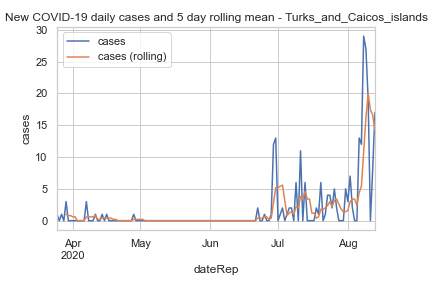 New COVID-19 daily cases and 5 day rolling mean - Turks_and_Caicos_islands
30
25
20
15
10
5
0
cases
cases
cases (rolling)
Apr
2020
May
Jun
Jul
Aug
dateRep